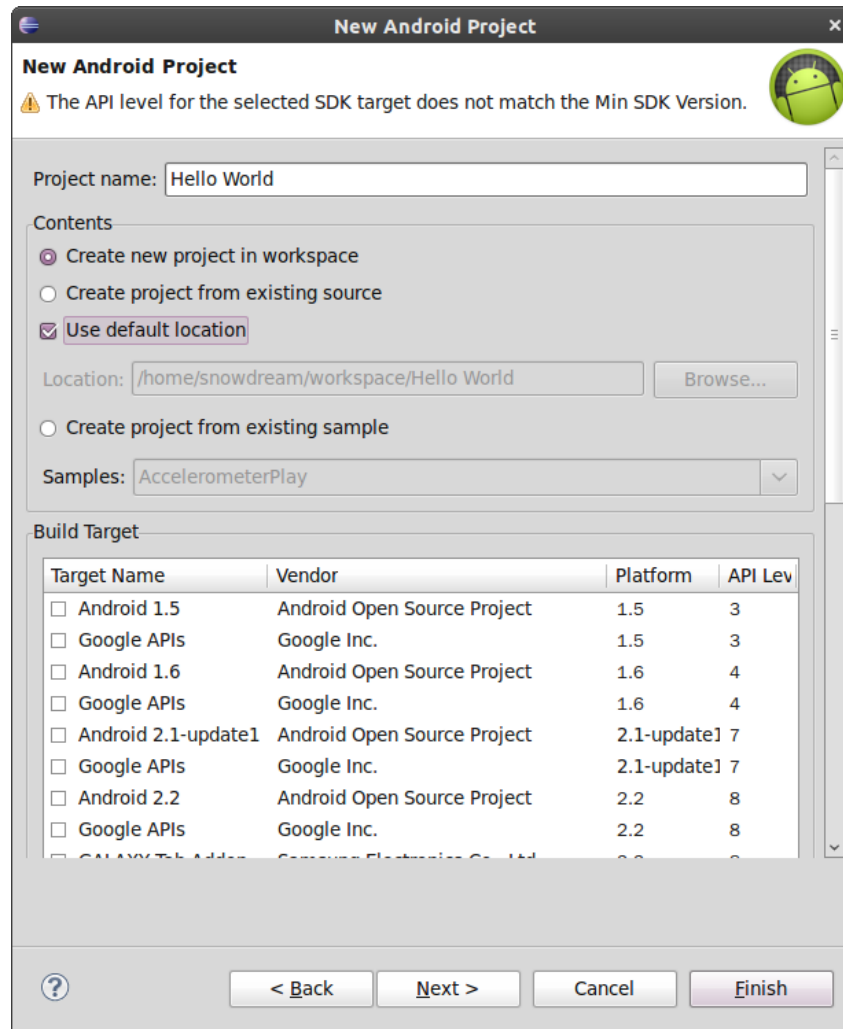 New Android Project
New Android Project
The API level for the selected SDK target does not match the Min SDK Version.
Project name: Hello World
Contents
Create new project in workspace
Create project from existing source
Use default location
Location: /home/snowdream/workspace/Hello World Browse...
Create project from existing sample
Samples: AccelerometerPlay
Build Target
Target Name Vendor Platform API Lev
Android 1.5 Android Open Source Project 1.5 3
Google APIs Google Inc. 1.5 3
Android 1.6 Android Open Source Project 1.6 4
Google APIs Google Inc. 1.6 4
Android 2.1-update1 Android Open Source Project 2.1-update1 7
Google APIs Google Inc. 2.1-update1 7
Android 2.2 Android Open Source Project 2.2 8
Google APIs Google Inc. 2.2 8
? < Back Next > Cancel Finish